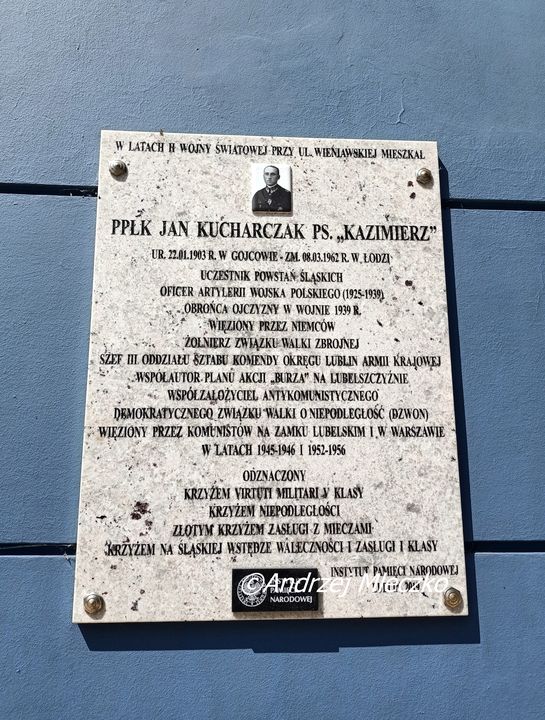 W LATACH II WOJNY ŚWIATOWEJ PRZY UL. WIENIAWSKIEJ MIESZKAŁ
PPŁK JAN KUCHARCZAK PS. „KAZIMIERZ”
UR. 22.01.1903 R. W GOJCOWIE - ZM. 08.03.1962 R. W ŁODZI
UCZESTNIK POWSTAŃ ŚLĄSKICH
OFICER ARTYLERII WOJSKA POLSKIEGO (1925-1939)
OBROŃCA OJCZYZNY W WOJNIE 1939 R.
WIĘZIONY PRZEZ NIEMCÓW
ŻOŁNIERZ ZWIĄZKU WALKI ZBROJNEJ
SZEF III ODDZIAŁU SZTABU KOMENDY OKRĘGU LUBLIN ARMII KRAJOWEJ
WSPÓŁAUTOR PLANU AKCJI „BURZA” NA LUBELSZCZYŹNIE
WSPÓŁZAŁOŻYCIEL ANTYKOMUNISTYCZNEGO
DEMOKRATYCZNEGO ZWIĄZKU WALKI O NIEPODLEGŁOŚĆ (DZWON)
WIĘZIONY PRZEZ KOMUNISTÓW NA ZAMKU LUBELSKIM I W WARSZAWIE
W LATACH 1945-1946 I 1952-1956
ODZNACZONY
KRZYŻEM VIRTUTI MILITARI V KLASY
KRZYŻEM NIEPODLEGŁOŚCI
ZŁOTYM KRZYŻEM ZASŁUGI Z MIECZAMI
KRZYŻEM NA ŚLĄSKIEJ WSTĘDZE WALECZNOŚCI I ZASŁUGI I KLASY
INSTYTUT PAMIĘCI NARODOWEJ
©Andrzej Mleczko
PAMIĘCI
NARODOWEJ